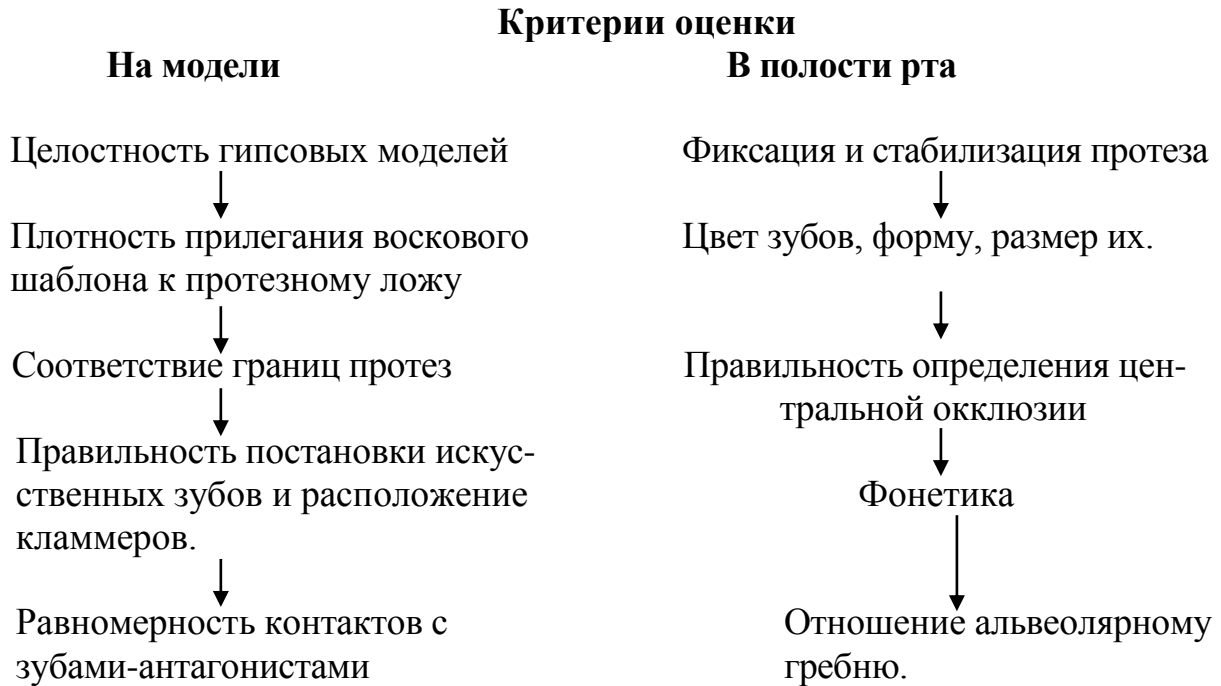 Критерии оценки
На модели
В полости рта
Целостность гипсовых моделей
Плотность прилегания воскового
шаблона к протезному ложу
Соответствие границ протез
Правильность постановки искус-
ственных зубов и расположение
кламмеров.
Равномерность контактов с
зубами-антагонистами
Фиксация и стабилизация протеза
Цвет зубов, форму, размер их.
Правильность определения цен-
тральной окклюзии
Фонетика
Отношение альвеолярному
гребню.